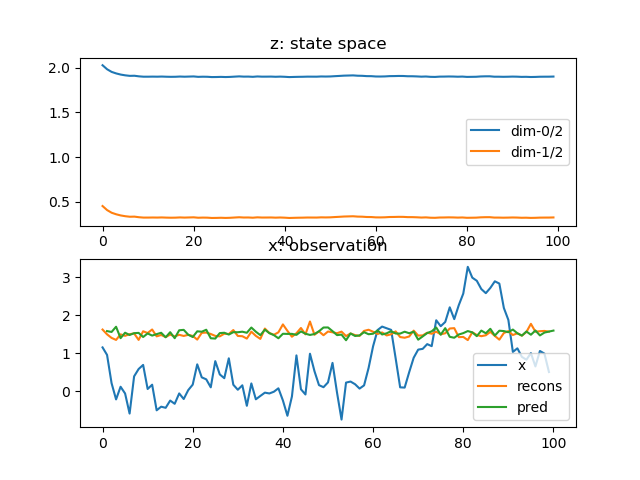 z: state space
2.0
1.5
1.0
0.5
dim-0/2
dim-1/2
0 20 40 60 80 100
x: observation
3
2
1
0
x
recons
pred
0 20 40 60 80 100